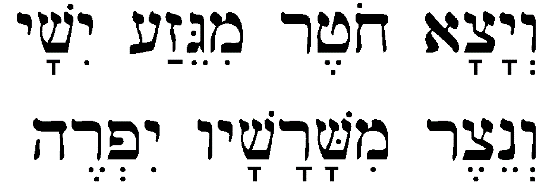 וְיָצָא חֹטֶר מִגֵּזַע יִשָׁי
וְנֵצֶר מִשָּׁרָשָׁיו יִפְרֶה